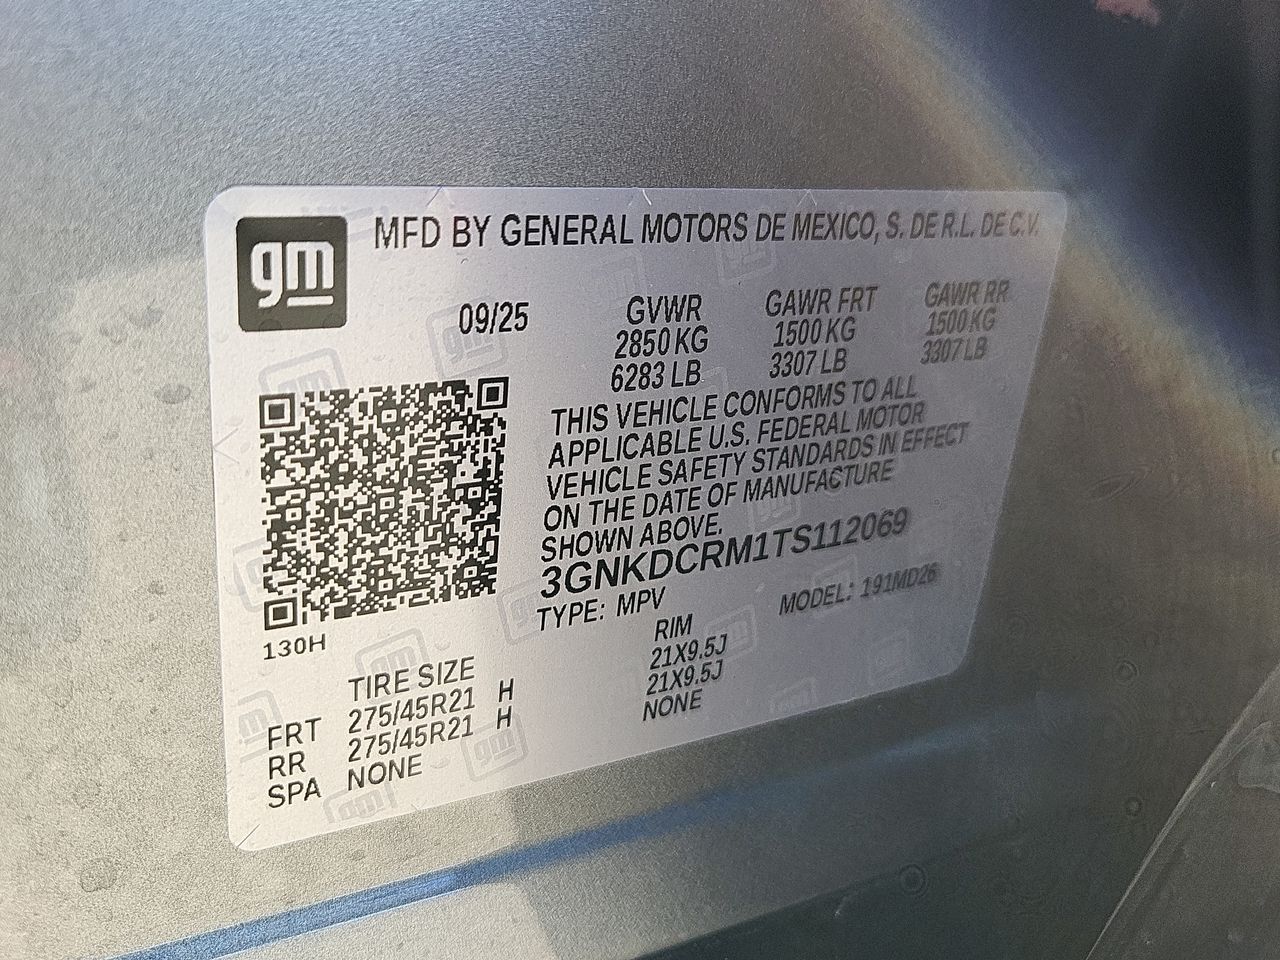 gm
MFD BY GENERAL MOTORS DE MEXICO, S. DE R.L. DE C.V.
09/25
GVWR GAWR FRT GAWR RR
2850 KG 1500 KG 1500 KG
6283 LB 3307 LB 3307 LB
THIS VEHICLE CONFORMS TO ALL
APPLICABLE U.S. FEDERAL MOTOR
VEHICLE SAFETY STANDARDS IN EFFECT
ON THE DATE OF MANUFACTURE
SHOWN ABOVE.
3GNKDCRM1TS112069
TYPE: MPV MODEL: 191MD26
130H
TIRE SIZE RIM
FRT 275/45R21 H 21X9.5J
RR 275/45R21 H 21X9.5J
SPA NONE NONE